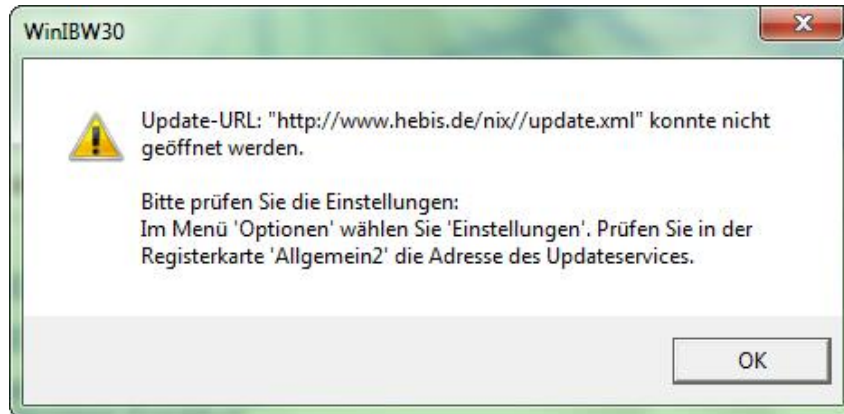 WinIBW30
Update-URL: "http://www.hebis.de/nix//update.xml" konnte nicht
geöffnet werden.
Bitte prüfen Sie die Einstellungen:
Im Menü 'Optionen' wählen Sie 'Einstellungen'. Prüfen Sie in der
Registerkarte 'Allgemein2' die Adresse des Updateservices.
OK